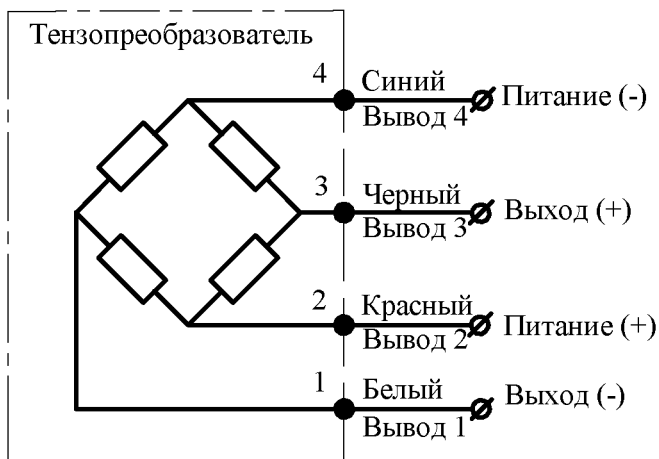 Тензопреобразователь
4 Синий
Вывод 4
Питание (-)
3 Черный
Вывод 3
Выход (+)
2 Красный
Вывод 2
Питание (+)
1 Белый
Вывод 1
Выход (-)